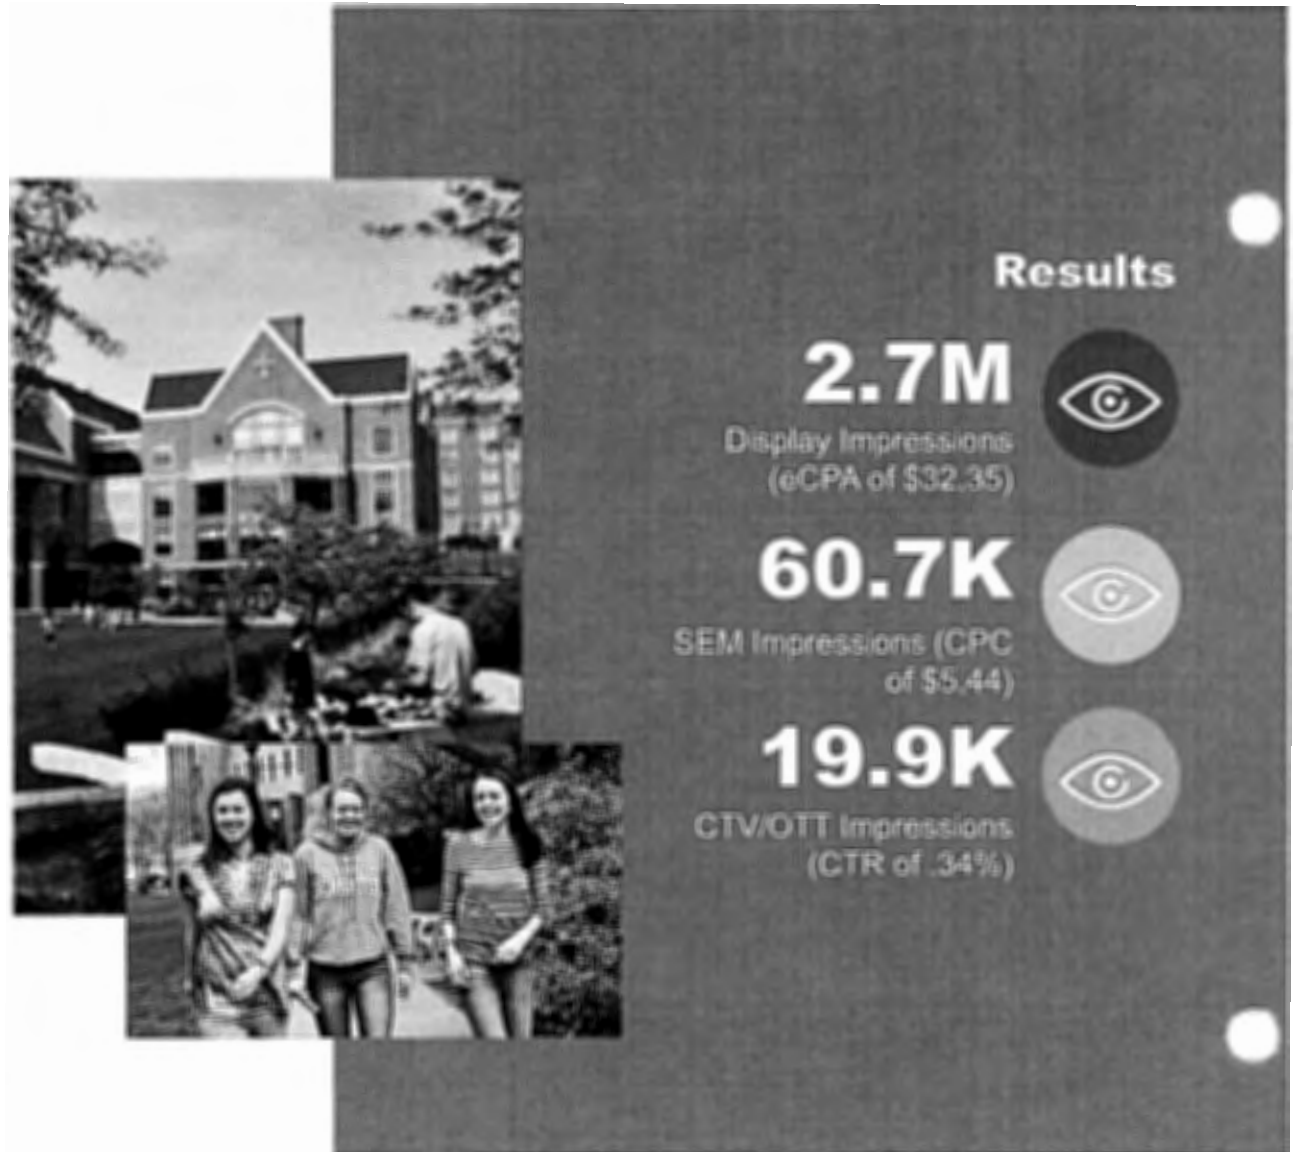 Results
2.7M
Display Impressions
(eCPA of $32.35)
60.7K
SEM Impressions (CPC
of $5.44)
19.9K
CTV/OTT Impressions
(CTR of .34%)